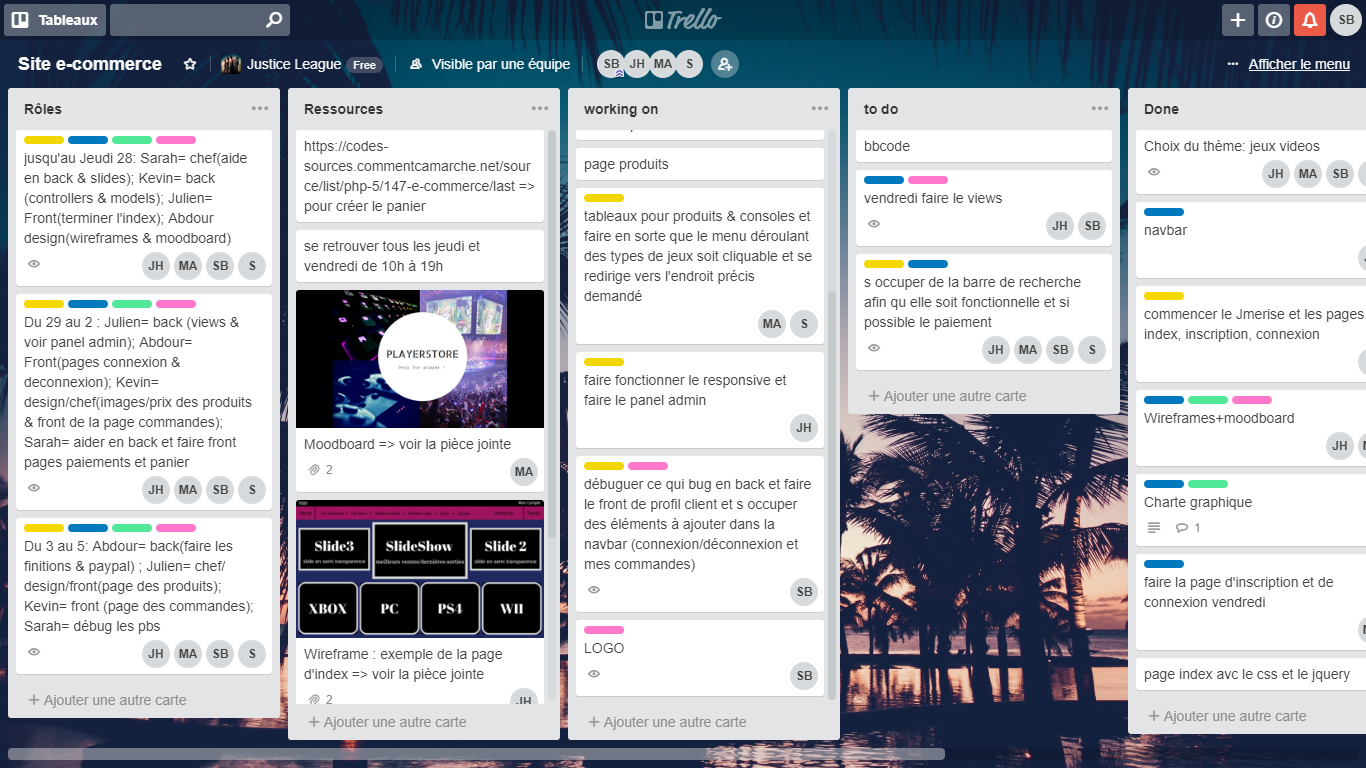 Tableaux
Trello
SB
Site e-commerce
Justice League
Free
Visible par une équipe
SB
JH
MA
S
Afficher le menu
Rôles
jusqu'au Jeudi 28: Sarah= chef(aide
en back & slides); Kevin= back
(controllers & models); Julien=
Front(terminer l'index); Abdour
design(wireframes & moodboard)
JH
MA
SB
S
Du 29 au 2 : Julien= back (views &
voir panel admin); Abdour=
Front(pages connexion &
deconnexion); Kevin=
design/chef(images/prix des produits
& front de la page commandes);
Sarah= aider en back et faire front
pages paiements et panier
JH
MA
SB
S
Du 3 au 5: Abdour= back(faire les
finitions & paypal) ; Julien= chef/
design/front(page des produits);
Kevin= front (page des commandes);
Sarah= débug les pbs
JH
MA
SB
S
+ Ajouter une autre carte
Ressources
https://codes-
sources.commentcamarche.net/sour
ce/list/php-5/147-e-commerce/last =>
pour créer le panier
se retrouver tous les jeudi et
vendredi de 10h à 19h
PLAYERSTORE
Only for player !
Moodboard => voir la pièce jointe
2
MA
Slide3
slide en semi transparence
SlideShow
meilleures ventes/dernières sorties
Slide 2
slide en semi transparence
XBOX
PC
PS4
WII
Wireframe : exemple de la page
d'index => voir la pièce jointe
2
JH
+ Ajouter une autre carte
working on
page produits
tableaux pour produits & consoles et
faire en sorte que le menu déroulant
des types de jeux soit cliquable et se
redirige vers l'endroit précis
demandé
MA
S
faire fonctionner le responsive et
faire le panel admin
JH
débuguer ce qui bug en back et faire
le front de profil client et s occuper
des éléments à ajouter dans la
navbar (connexion/déconnexion et
mes commandes)
SB
LOGO
SB
+ Ajouter une autre carte
to do
bbcode
vendredi faire le views
JH
SB
s occuper de la barre de recherche
afin qu elle soit fonctionnelle et si
possible le paiement
JH
MA
SB
S
+ Ajouter une autre carte
Done
Choix du thème: jeux videos
JH
MA
SB
navbar
commencer le Jmerise et les pages
index, inscription, connexion
Wireframes+moodboard
JH
Charte graphique
1
faire la page d'inscription et de
connexion vendredi
page index avc le css et le jquery
+ Ajouter une autre carte